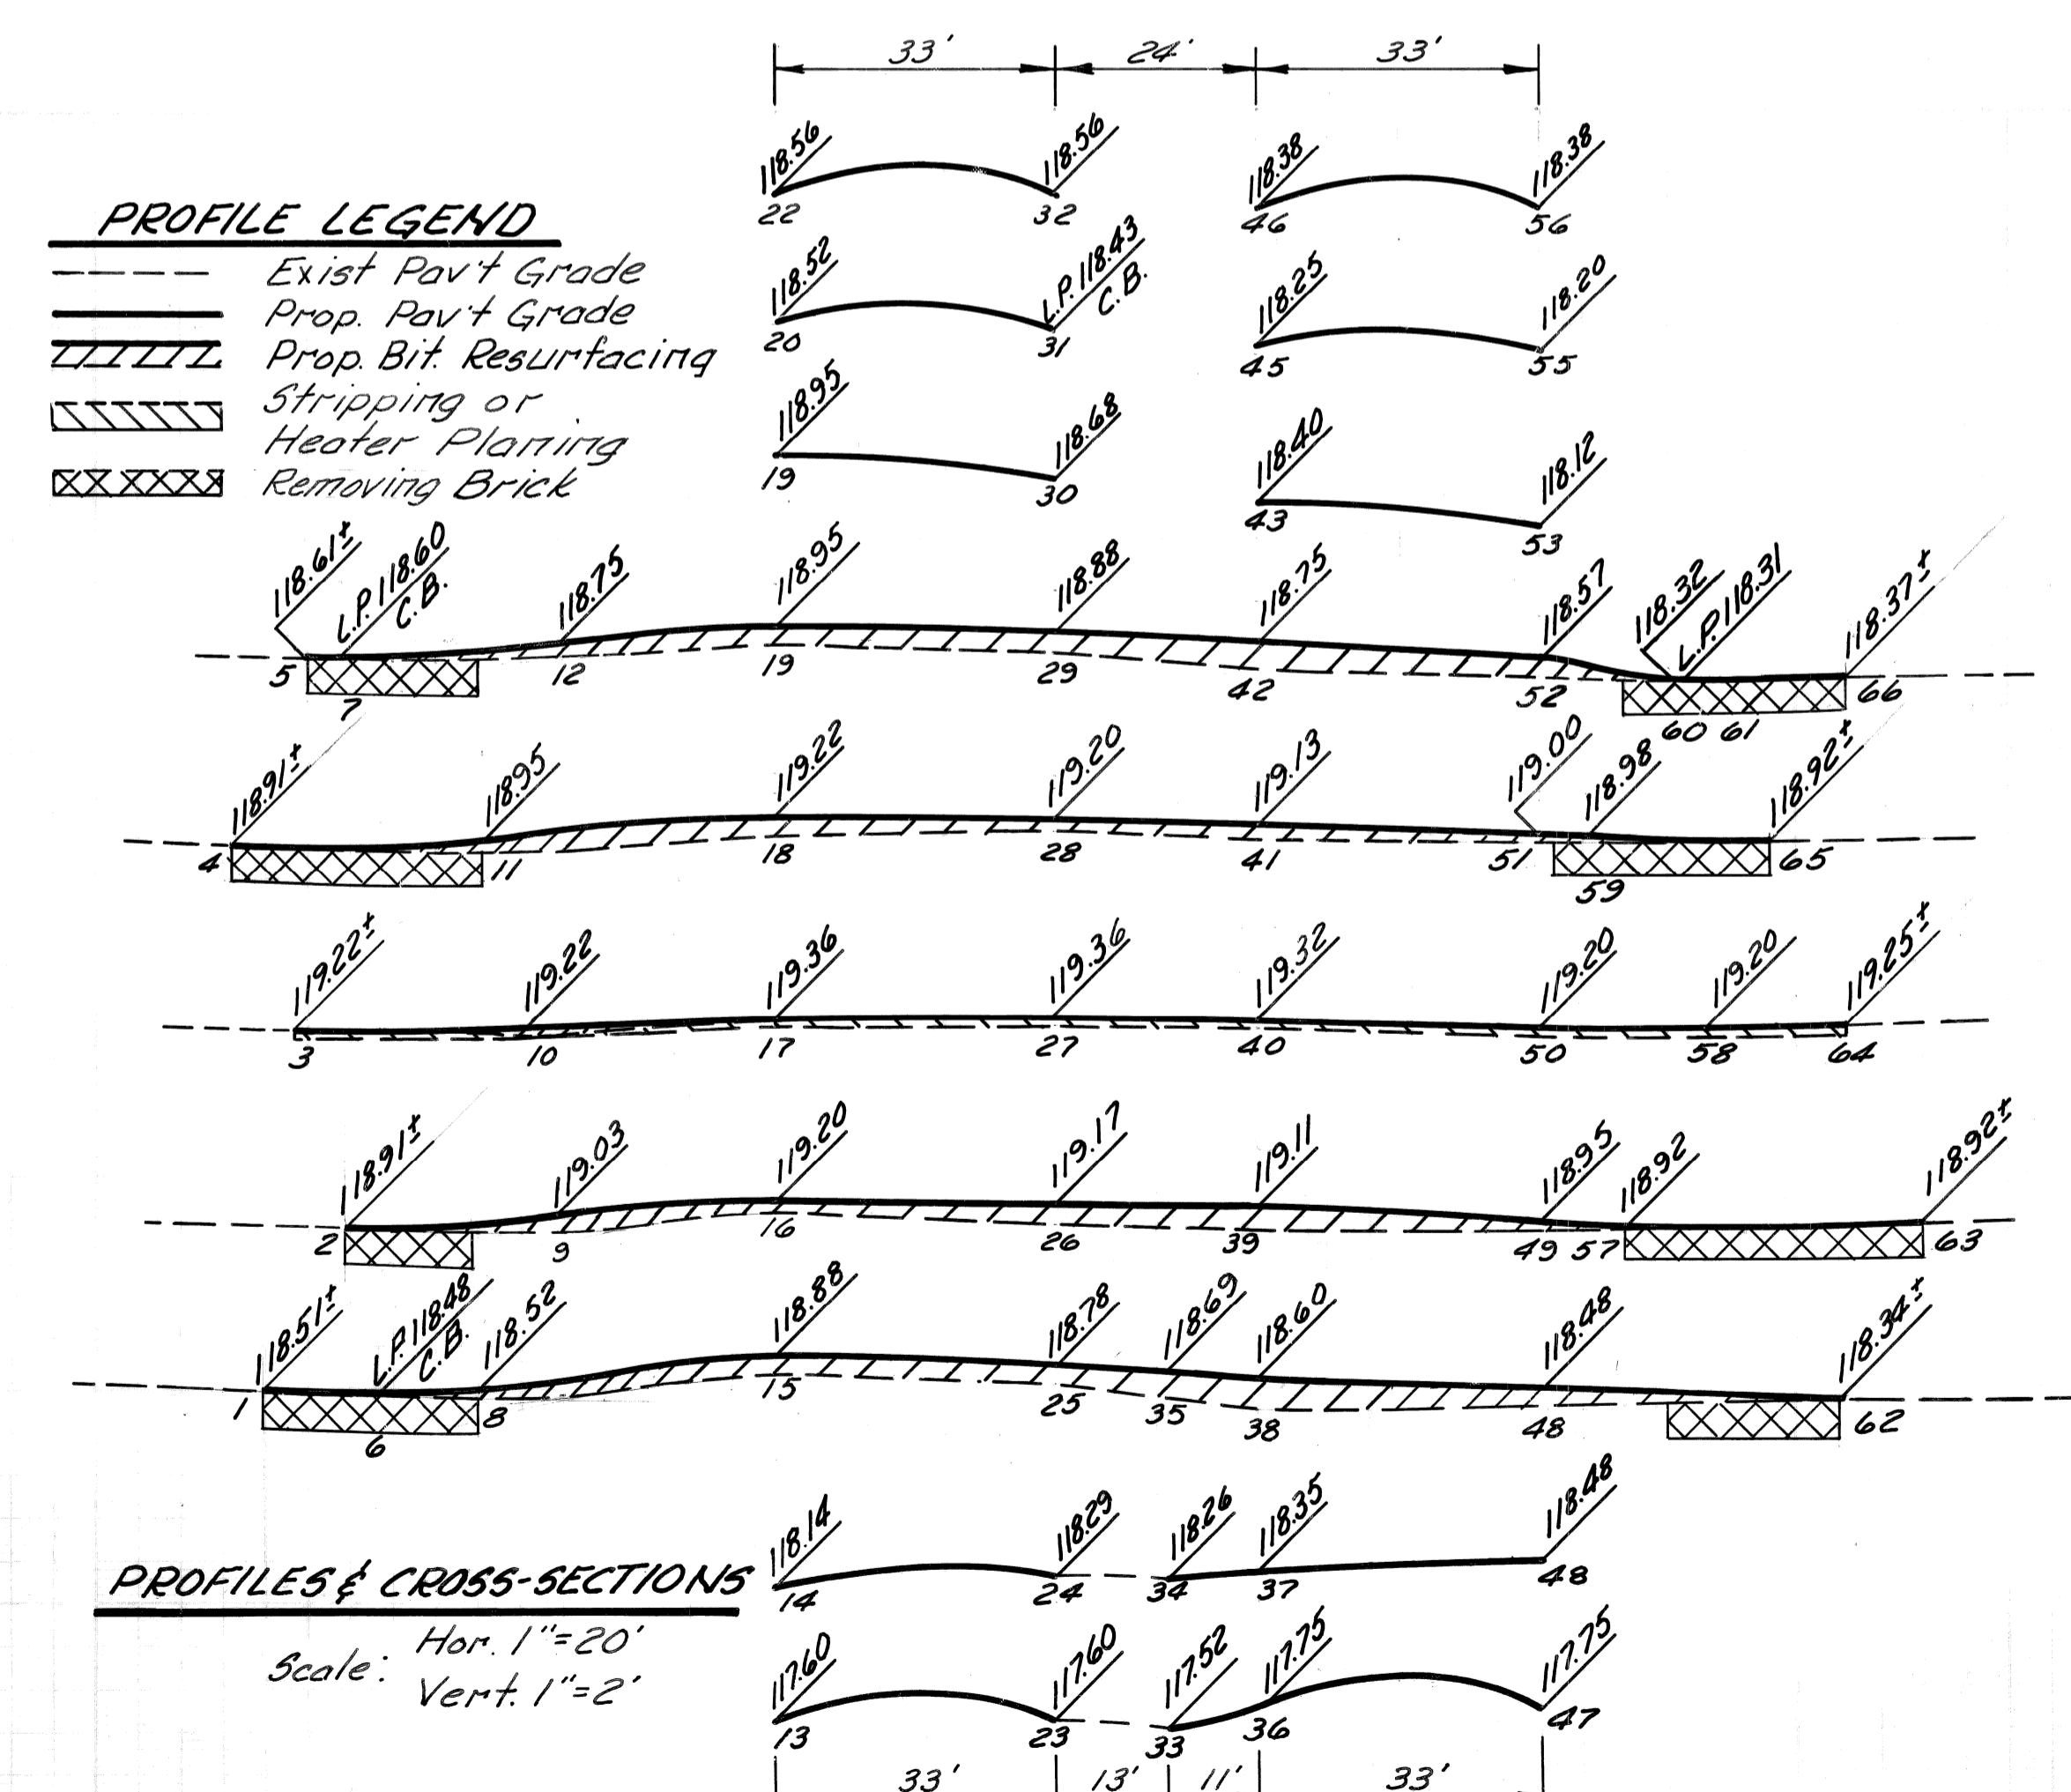 33' 24' 33'
118.56 118.56 118.38 118.38
22 32 46 56
PROFILE LEGEND
Exist Pav't Grade
Prop. Pav't Grade
Prop. Bit. Resurfacing
Stripping or
Heater Planing
Removing Brick
118.52 L.P. 118.43 C.B. 118.25 118.20
20 31 45 55
118.95 118.68 118.40 118.12
19 30 43 53
118.61± L.P. 118.60 C.B. 118.75 118.95 118.88 118.75 118.57 118.32 L.P. 118.31 118.37±
5 7 12 19 29 42 52 60 61 66
118.91± 118.95 119.22 119.20 119.13 119.00 118.98 118.92±
4 11 18 28 41 51 59 65
119.22± 119.22 119.36 119.36 119.32 119.20 119.20 119.25±
3 10 17 27 40 50 58 64
118.91± 119.03 119.20 119.17 119.11 118.95 118.92 118.92±
2 9 16 26 39 49 57 63
118.51± L.P. 118.48 C.B. 118.52 118.88 118.78 118.69 118.60 118.48 118.34±
1 6 8 15 25 35 38 48 62
118.14 118.29 118.26 118.35 118.48
14 24 34 37 48
PROFILES & CROSS-SECTIONS
Scale: Hor. 1"=20'
Vert. 1"=2'
117.60 117.60 117.52 117.75 117.75
13 23 33 36 47
33' 13' 11' 33'